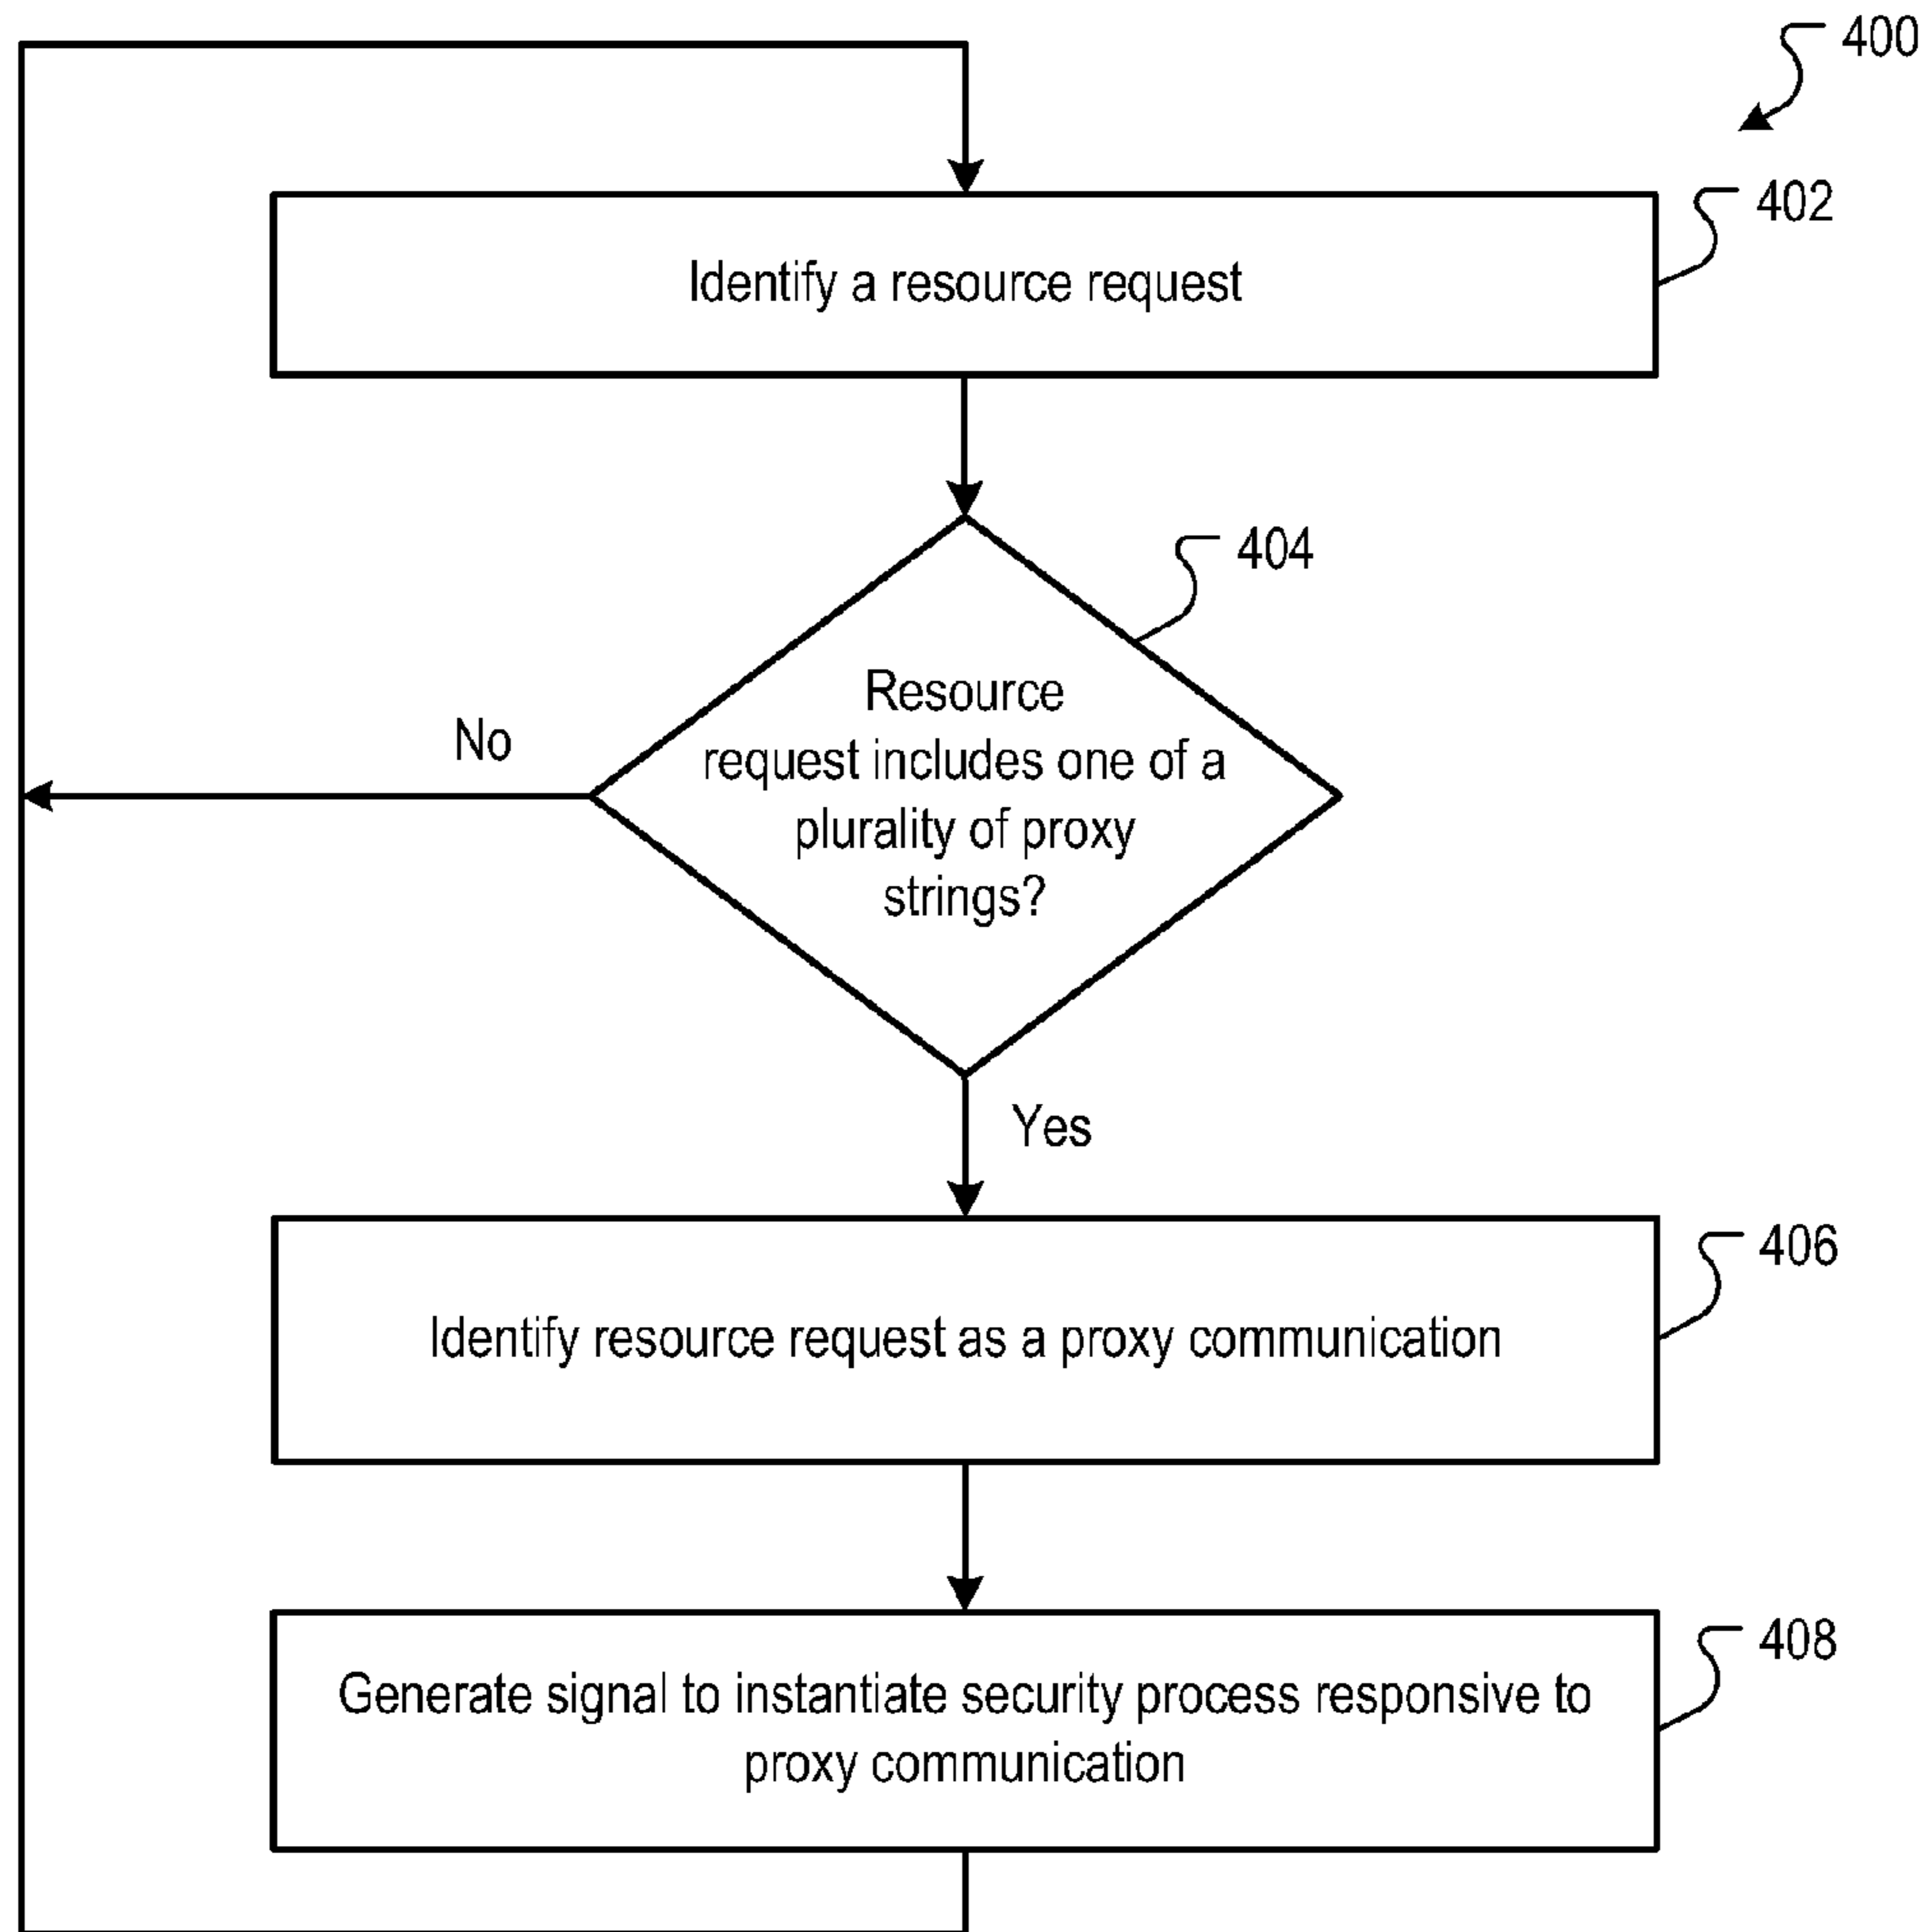 400
402
Identify a resource request
404
Resource
request includes one of a
plurality of proxy
strings?
No
Yes
406
Identify resource request as a proxy communication
408
Generate signal to instantiate security process responsive to
proxy communication